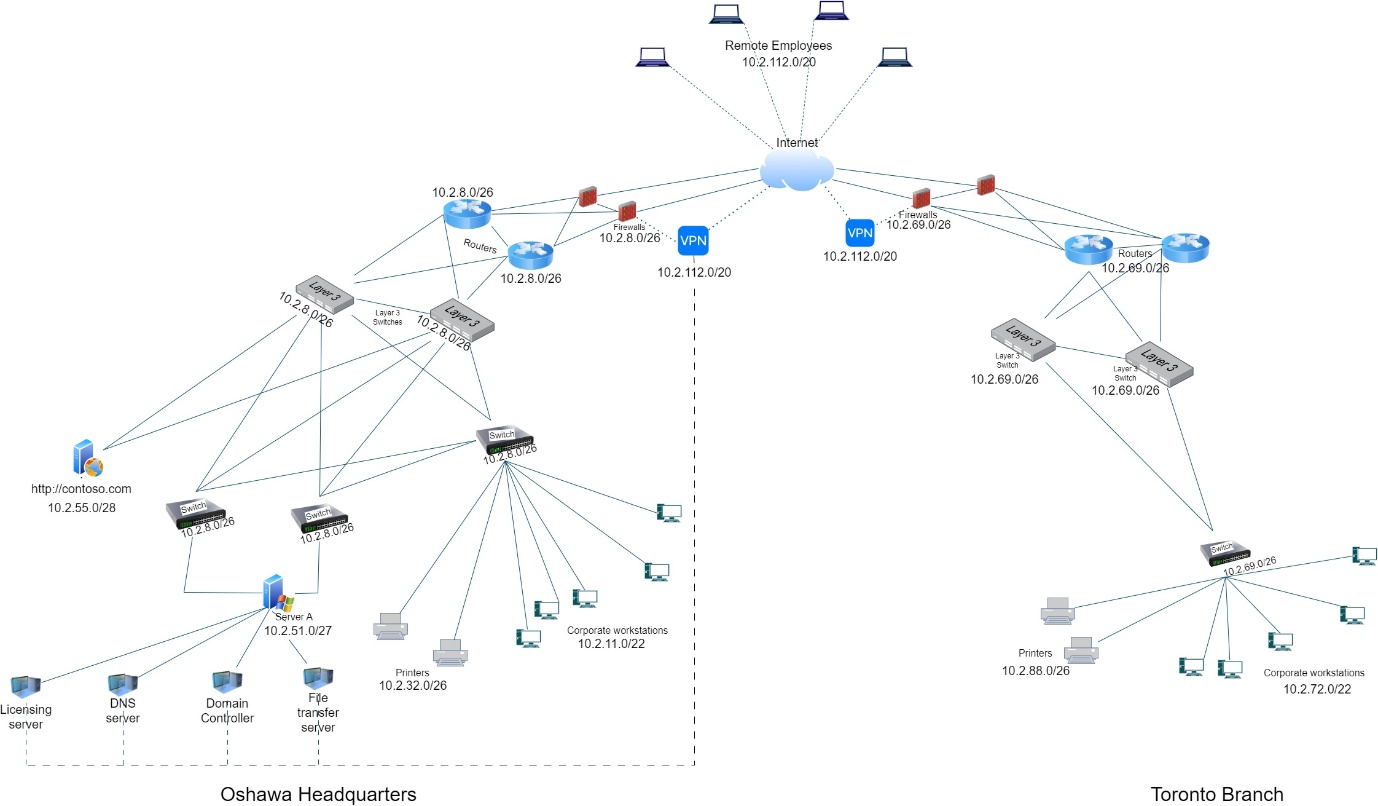 Remote Employees
10.2.112.0/20
Internet
10.2.8.0/26
Routers
10.2.8.0/26
Firewalls
10.2.8.0/26
VPN
10.2.112.0/20
VPN
10.2.112.0/20
Firewalls
10.2.69.0/26
Routers
10.2.69.0/26
Layer 3
10.2.8.0/26
Layer 3
Switches
Layer 3
10.2.8.0/26
Layer 3
Layer 3
Switch
10.2.69.0/26
Layer 3
Layer 3
Switch
10.2.69.0/26
Switch
10.2.8.0/26
http://contoso.com
10.2.55.0/28
Switch
10.2.8.0/26
Switch
10.2.8.0/26
Switch
10.2.69.0/26
Server A
10.2.51.0/27
Corporate workstations
10.2.11.0/22
Printers
10.2.32.0/26
Printers
10.2.88.0/26
Corporate workstations
10.2.72.0/22
Licensing
server
DNS
server
Domain
Controller
File
transfer
server
Oshawa Headquarters
Toronto Branch